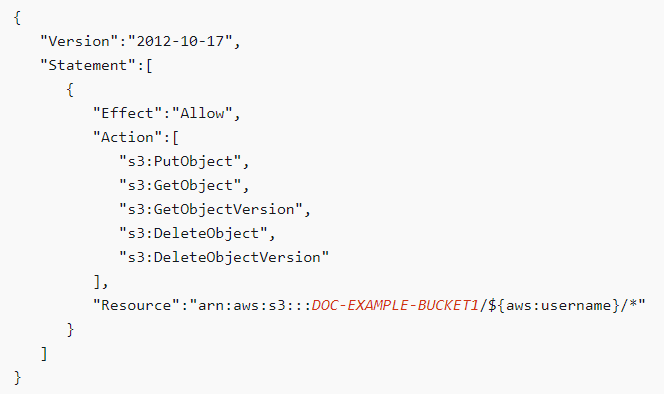 {
   "Version":"2012-10-17",
   "Statement":[
      {
         "Effect":"Allow",
         "Action":[
            "s3:PutObject",
            "s3:GetObject",
            "s3:GetObjectVersion",
            "s3:DeleteObject",
            "s3:DeleteObjectVersion"
         ],
         "Resource":"arn:aws:s3:::DOC-EXAMPLE-BUCKET1/${aws:username}/*"
      }
   ]
}